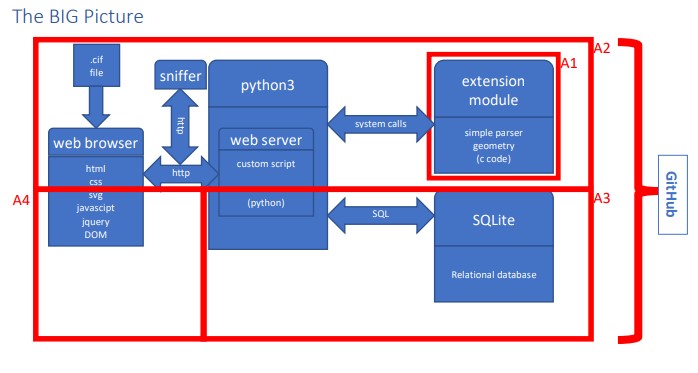 The BIG Picture
A2
.cif
file
sniffer
python3
A1
extension
module
http
system calls
web browser
web server
simple parser
geometry
(c code)
custom script
http
html
css
svg
javascipt
jquery
DOM
A4
(python)
A3
SQL
SQLite
Relational database
GitHub